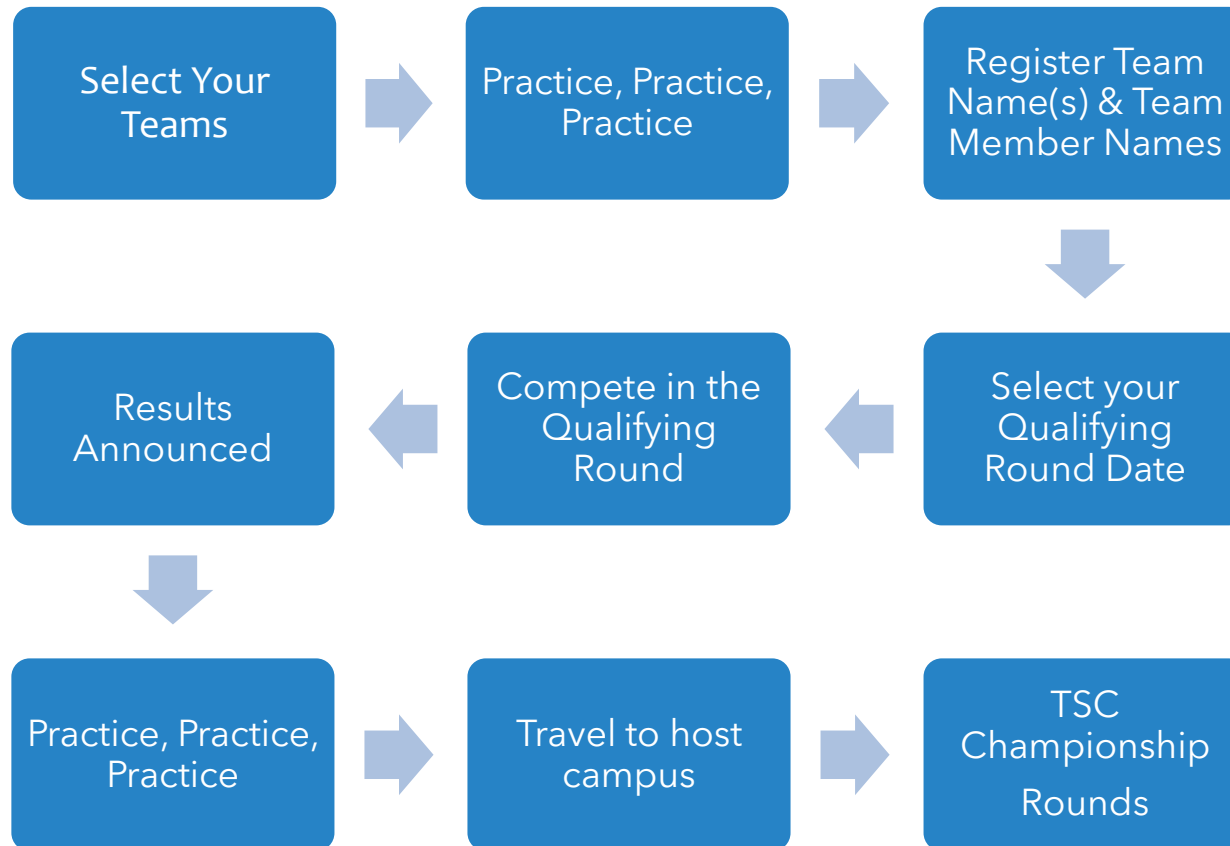 Select Your
Teams
Practice, Practice,
Practice
Register Team
Name(s) & Team
Member Names
Select your
Qualifying
Round Date
Compete in the
Qualifying
Round
Results
Announced
Practice, Practice,
Practice
Travel to host
campus
TSC
Championship
Rounds